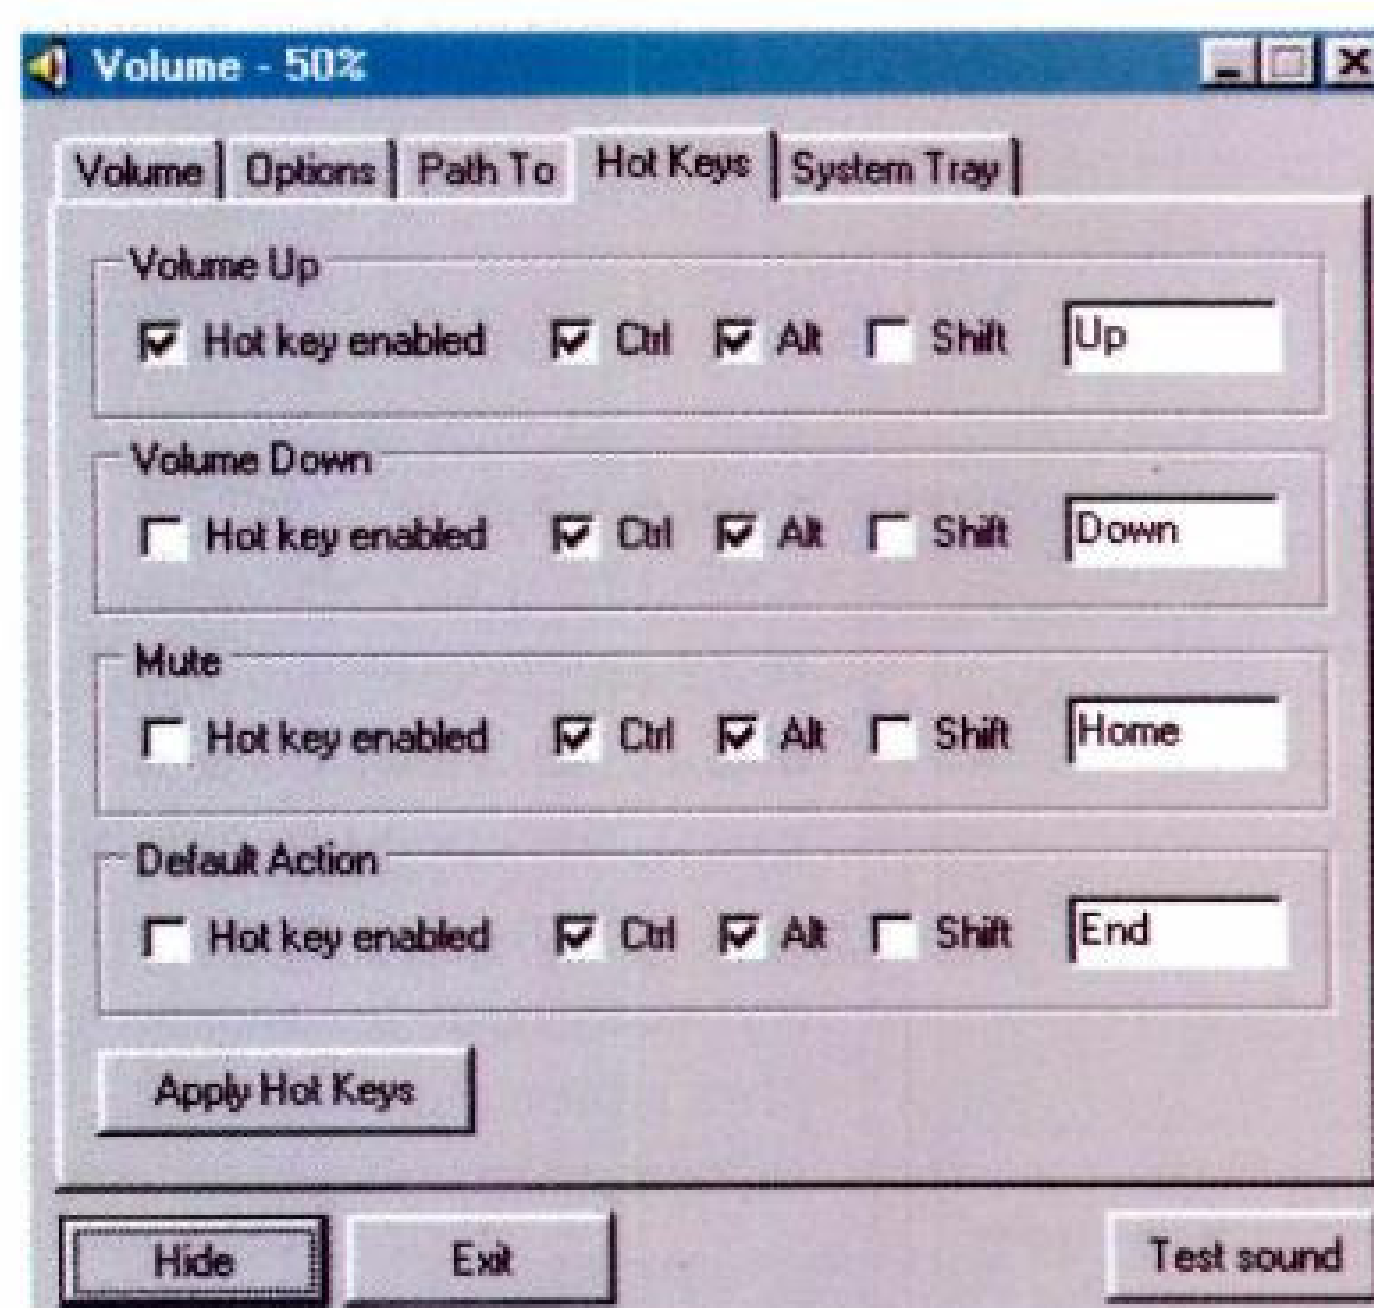 Volume - 50%
Volume Options Path To Hot Keys System Tray
Volume Up
Hot key enabled Ctrl Alt Shift Up
Volume Down
Hot key enabled Ctrl Alt Shift Down
Mute
Hot key enabled Ctrl Alt Shift Home
Default Action
Hot key enabled Ctrl Alt Shift End
Apply Hot Keys
Hide Exit Test sound